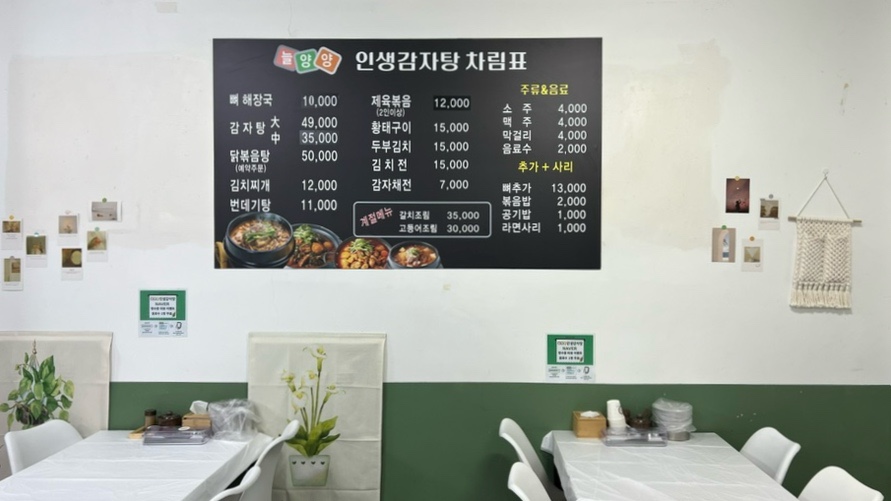 늘양양 인생감자탕 차림표
뼈 해장국 10,000
감자탕 大 49,000
中 35,000
닭볶음탕 50,000
(예약주문)
김치찌개 12,000
번데기탕 11,000
제육볶음 12,000
(2인이상)
황태구이 15,000
두부김치 15,000
김치전 15,000
감자채전 7,000
계절메뉴
갈치조림 35,000
고등어조림 30,000
주류&음료
소주 4,000
맥주 4,000
막걸리 4,000
음료수 2,000
추가 + 사리
뼈추가 13,000
볶음밥 2,000
공기밥 1,000
라면사리 1,000
NAVER
NAVER